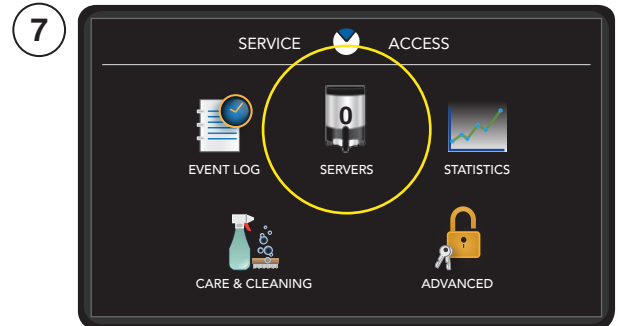 7
SERVICE ACCESS
0
EVENT LOG SERVERS STATISTICS
CARE & CLEANING ADVANCED